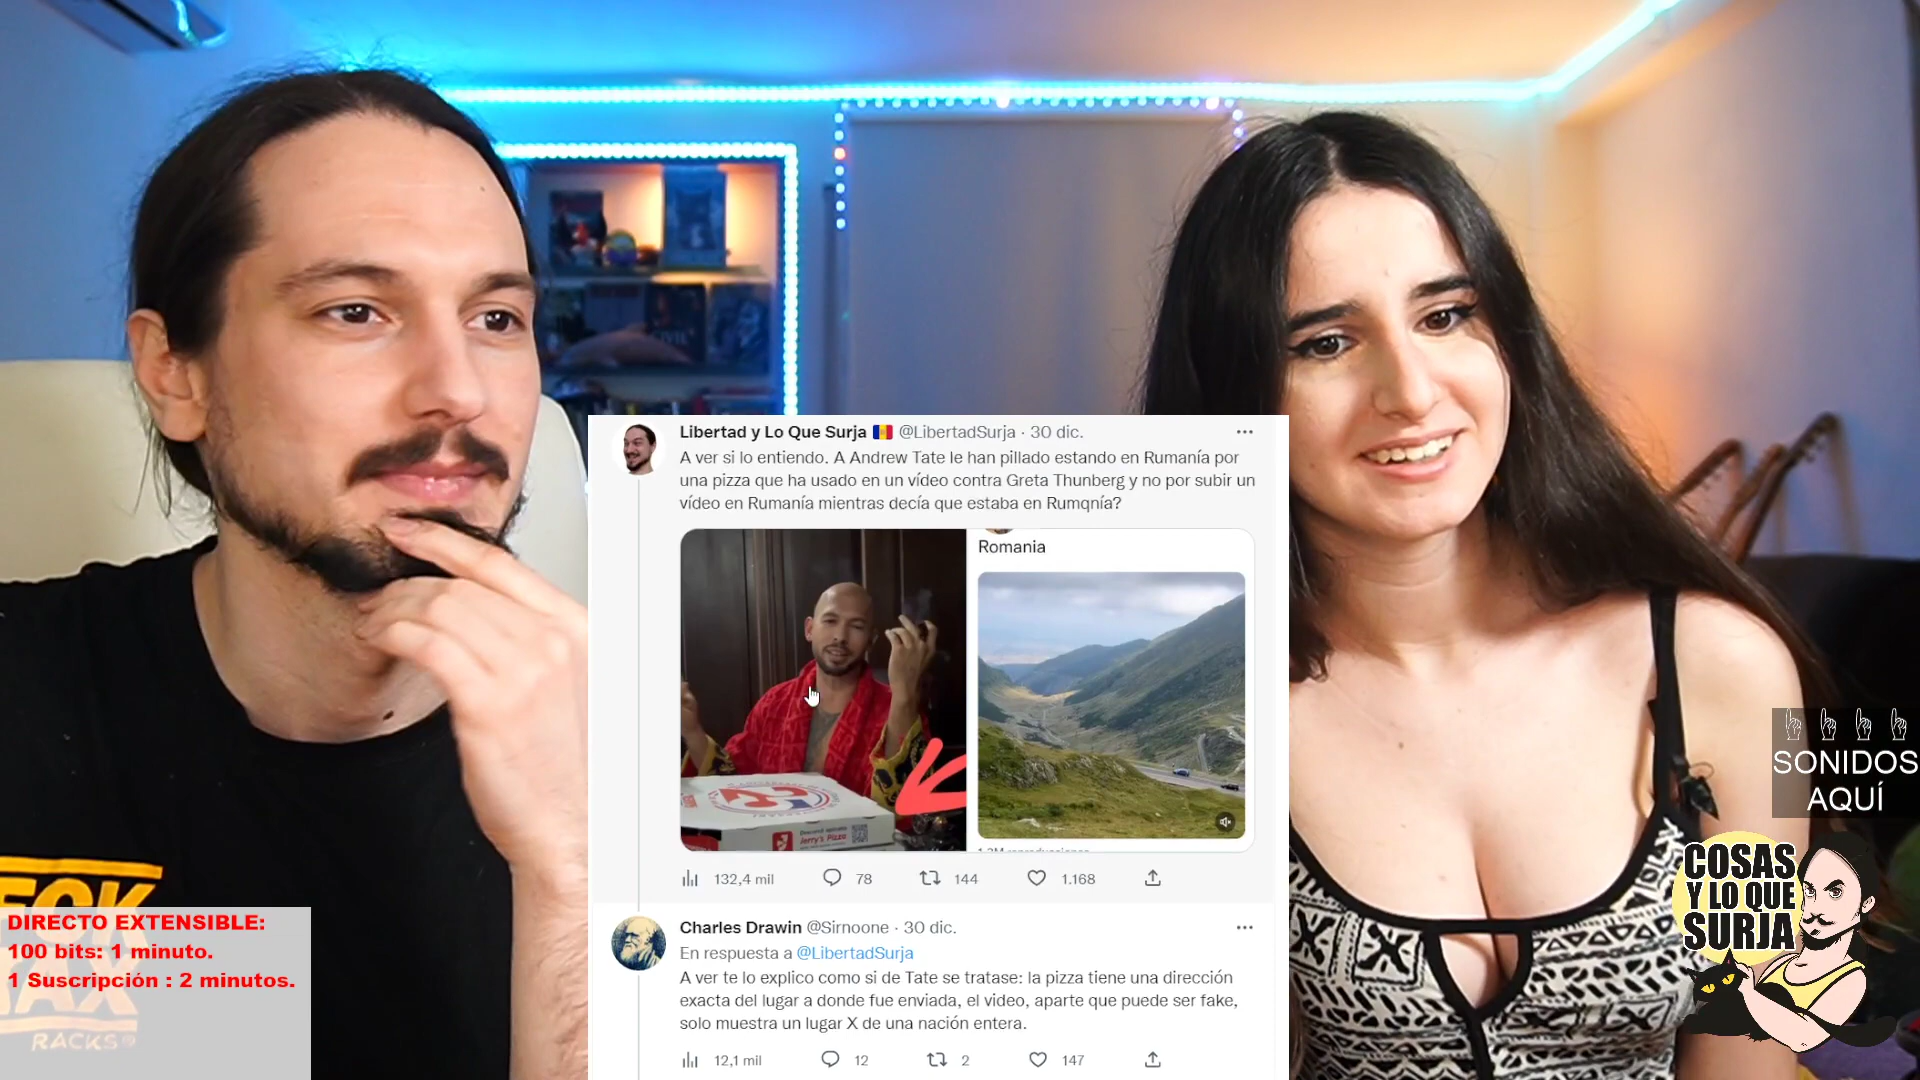 Libertad y Lo Que Surja @LibertadSurja · 30 dic.
A ver si lo entiendo. A Andrew Tate le han pillado estando en Rumanía por
una pizza que ha usado en un vídeo contra Greta Thunberg y no por subir un
vídeo en Rumanía mientras decía que estaba en Rumqnía?
Romania
Jerry's Pizza
132,4 mil 78 144 1.168
Charles Drawin @Sirnoone · 30 dic.
En respuesta a @LibertadSurja
A ver te lo explico como si de Tate se tratase: la pizza tiene una dirección
exacta del lugar a donde fue enviada, el video, aparte que puede ser fake,
solo muestra un lugar X de una nación entera.
12,1 mil 12 2 147
DIRECTO EXTENSIBLE:
100 bits: 1 minuto.
1 Suscripción : 2 minutos.
RACKS
SONIDOS
AQUÍ
COSAS
Y LO QUE
SURJA